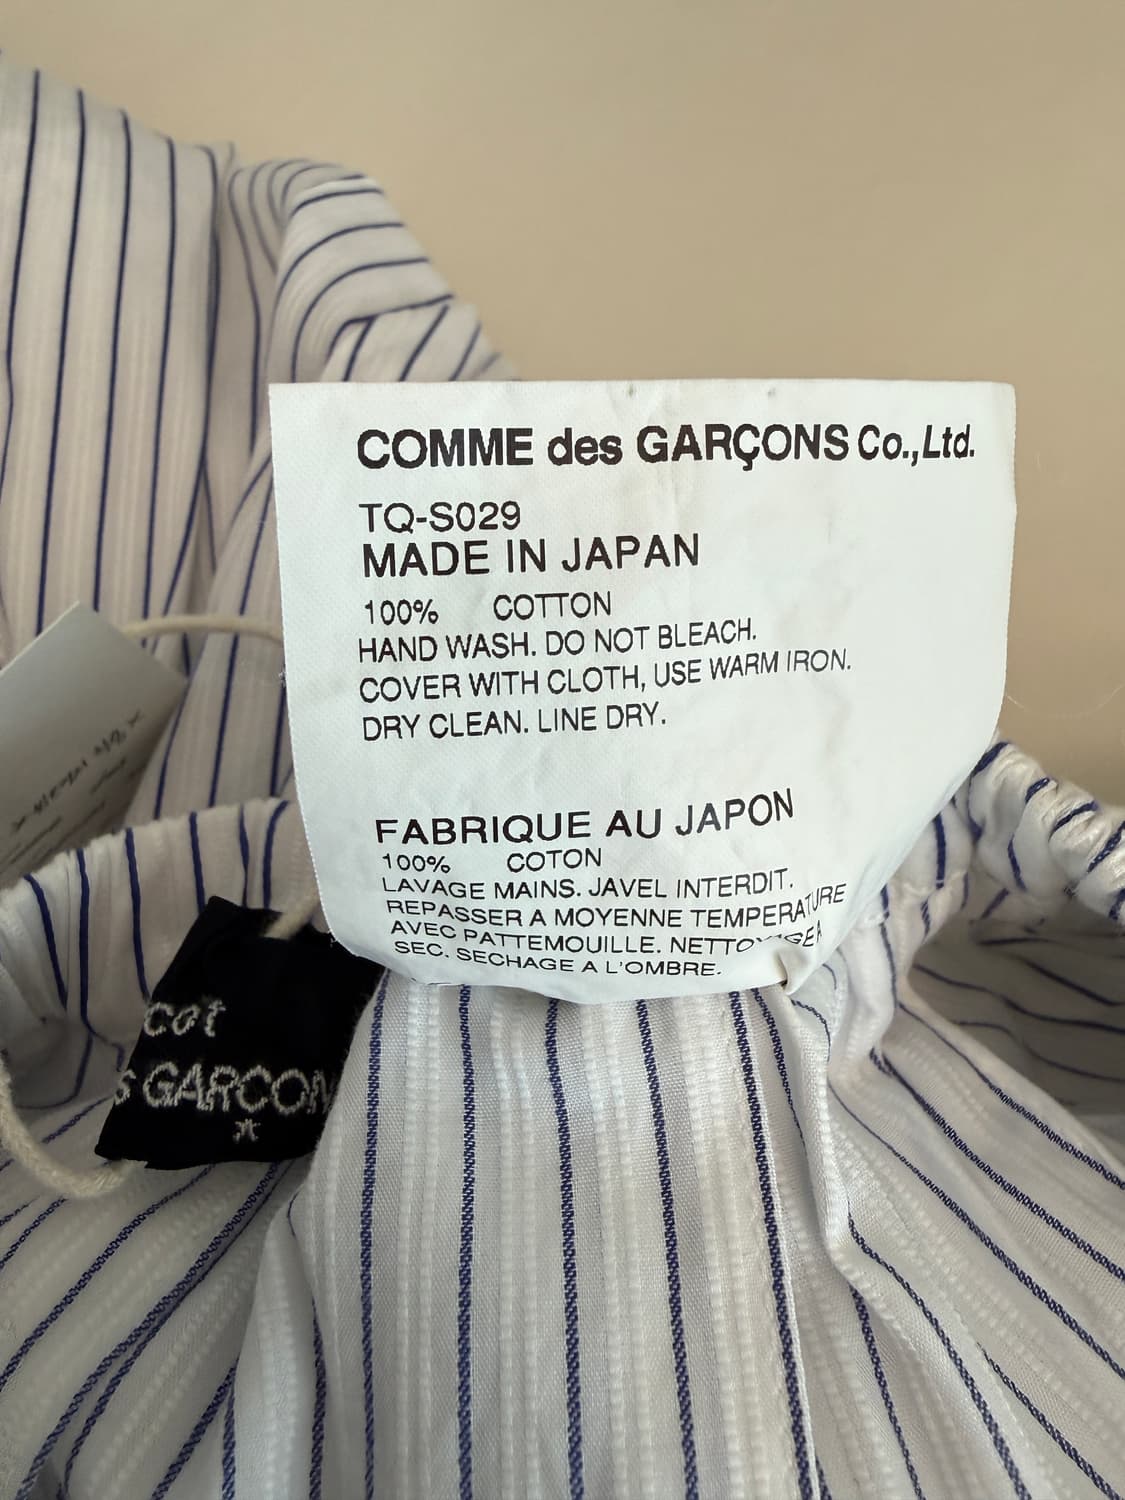 COMME des GARÇONS Co.,Ltd.
TQ-S029
MADE IN JAPAN
100% COTTON
HAND WASH. DO NOT BLEACH.
COVER WITH CLOTH, USE WARM IRON.
DRY CLEAN. LINE DRY.
FABRIQUE AU JAPON
100% COTON
LAVAGE MAINS. JAVEL INTERDIT.
REPASSER A MOYENNE TEMPERATURE
AVEC PATTEMOUILLE. NETTOYAGE A
SEC. SECHAGE A L'OMBRE.
cot
S GARCON